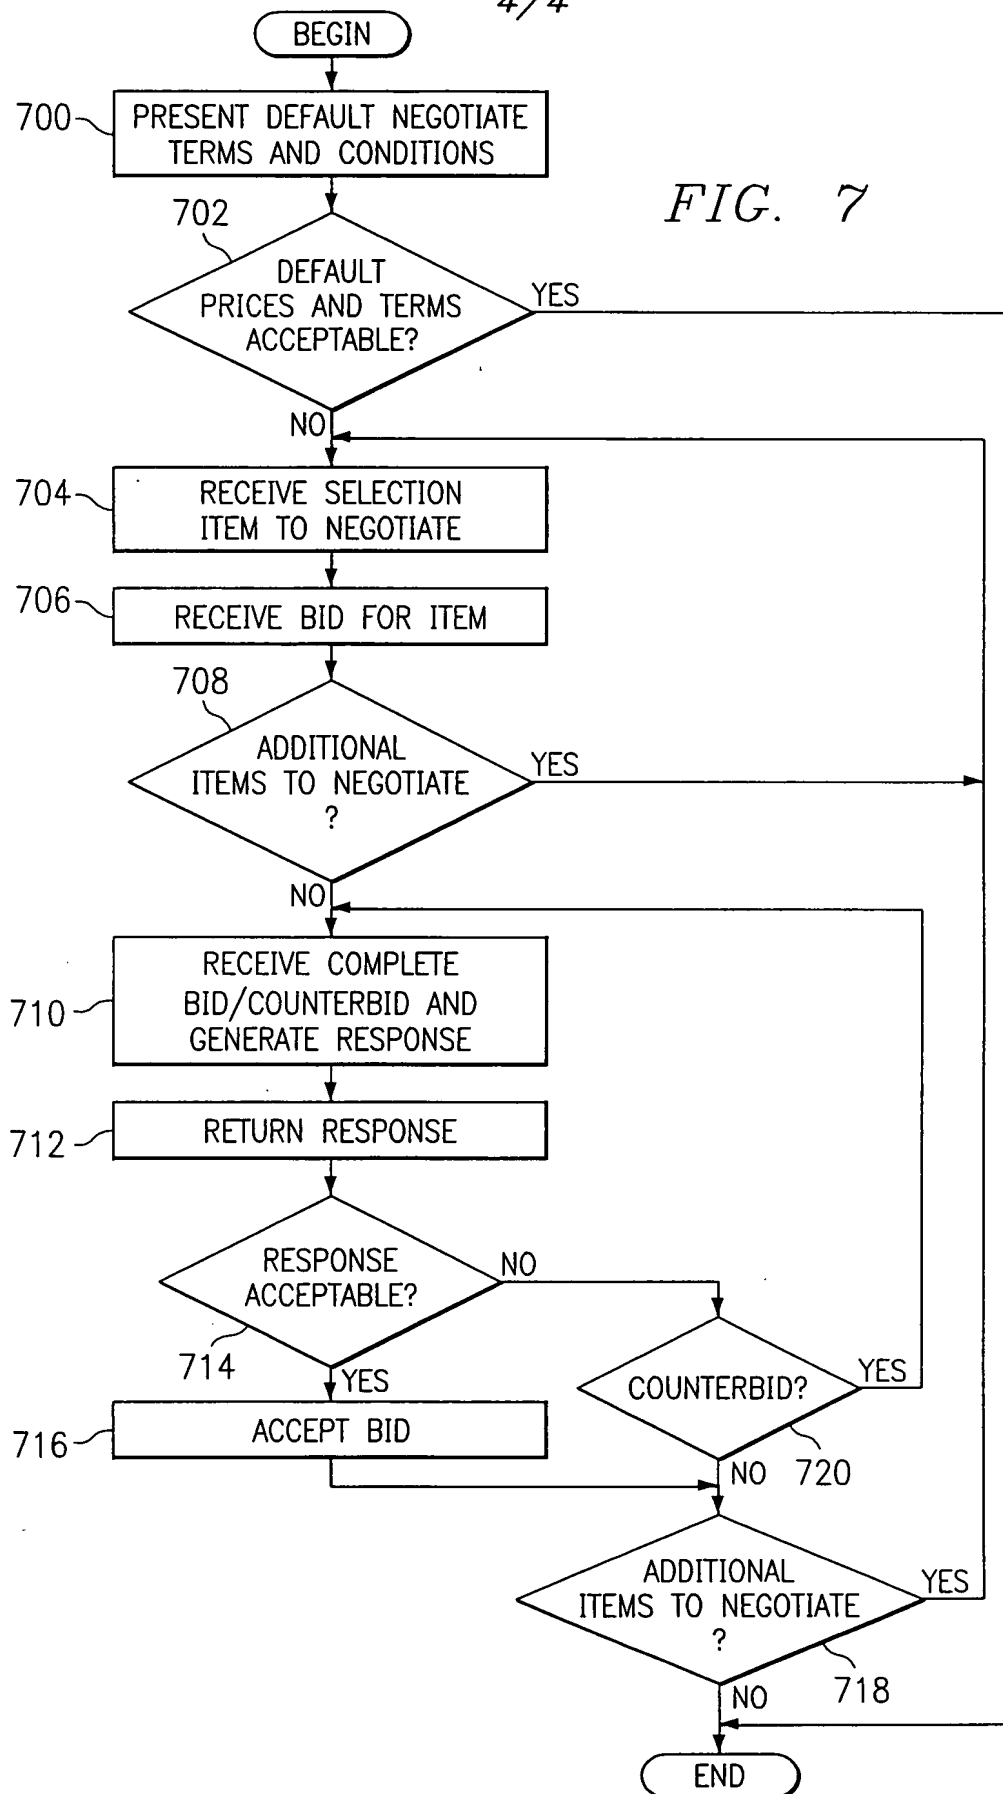 4/4
BEGIN
700
PRESENT DEFAULT NEGOTIATE
TERMS AND CONDITIONS
FIG. 7
702
DEFAULT
PRICES AND TERMS
ACCEPTABLE?
YES
NO
704
RECEIVE SELECTION
ITEM TO NEGOTIATE
706
RECEIVE BID FOR ITEM
708
ADDITIONAL
ITEMS TO NEGOTIATE
?
YES
NO
710
RECEIVE COMPLETE
BID/COUNTERBID AND
GENERATE RESPONSE
712
RETURN RESPONSE
RESPONSE
ACCEPTABLE?
NO
714
YES
COUNTERBID?
YES
716
ACCEPT BID
NO
720
ADDITIONAL
ITEMS TO NEGOTIATE
?
YES
718
NO
END